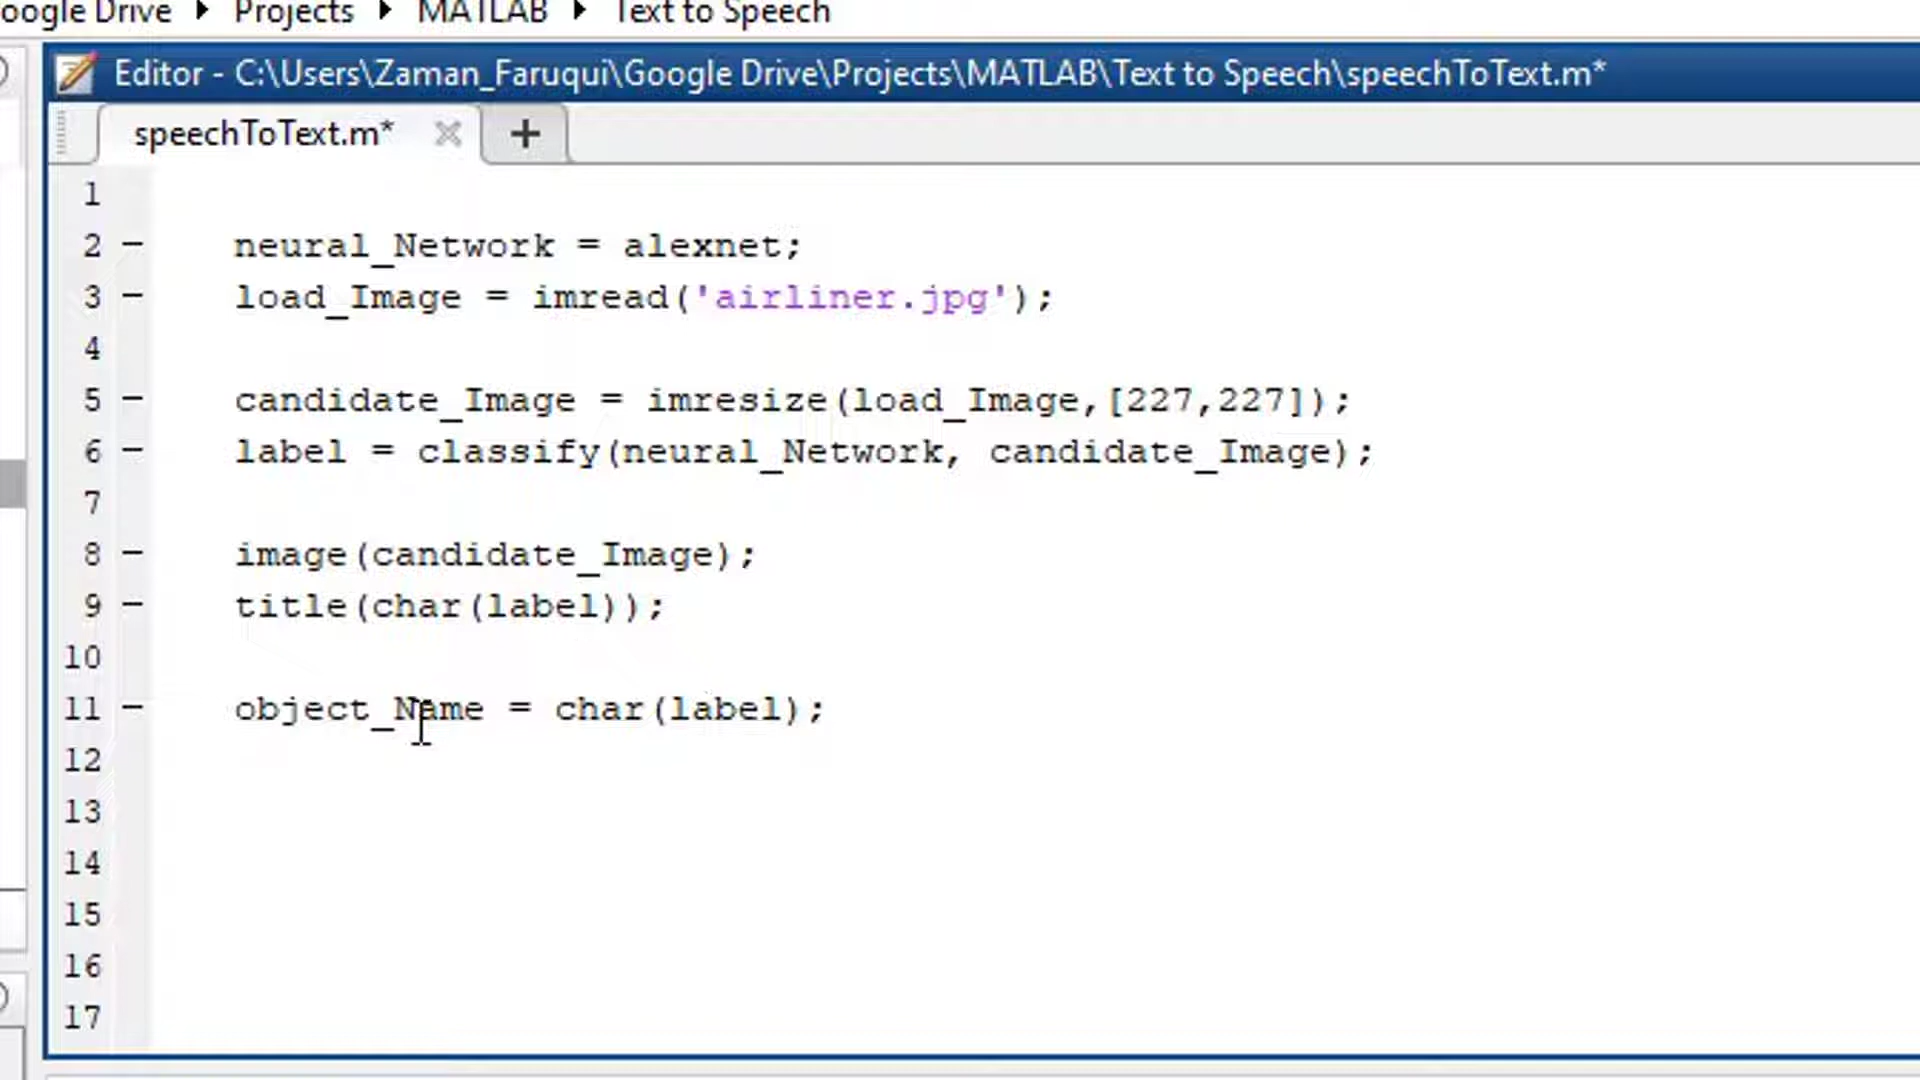 oogle Drive ▸ Projects ▸ MATLAB ▸ Text to Speech
Editor - C:\Users\Zaman_Faruqui\Google Drive\Projects\MATLAB\Text to Speech\speechToText.m*
speechToText.m*
1
2 neural_Network = alexnet;
3 load_Image = imread('airliner.jpg');
4
5 candidate_Image = imresize(load_Image,[227,227]);
6 label = classify(neural_Network, candidate_Image);
7
8 image(candidate_Image);
9 title(char(label));
10
11 object_Name = char(label);
12
13
14
15
16
17